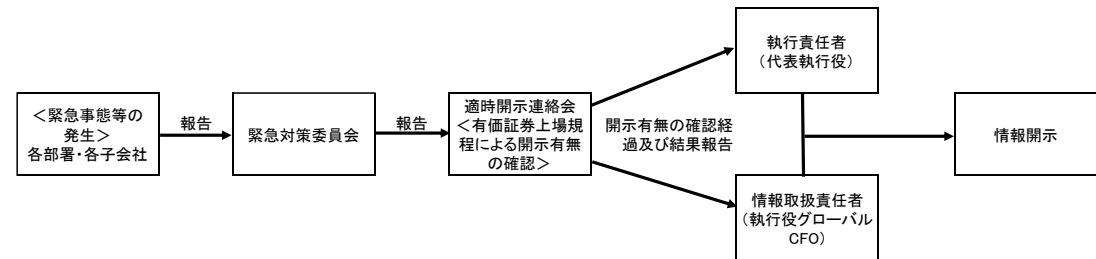 ＜緊急事態等の
発生＞
各部署・各子会社
報告
緊急対策委員会
報告
適時開示連絡会
＜有価証券上場規
程による開示有無
の確認＞
開示有無の確認経
過及び結果報告
執行責任者
（代表執行役）
情報取扱責任者
（執行役グローバル
CFO）
情報開示